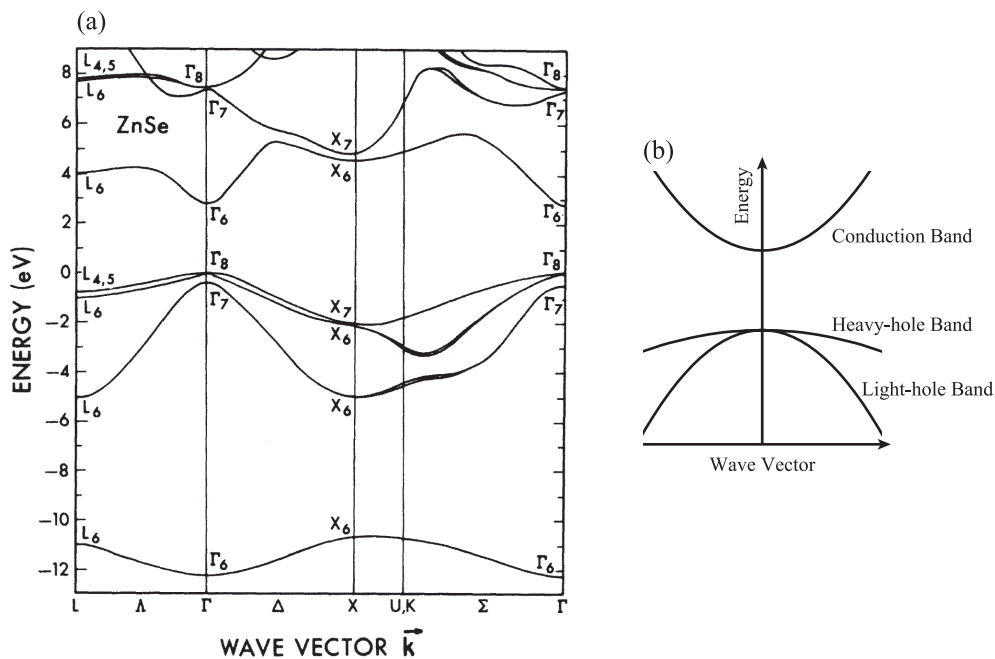 (a)
L4,5
L6
Γ8
Γ7
ZnSe
L6
Γ6
X7
X6
Γ8
Γ7
Γ6
L4,5
L6
Γ8
Γ7
X7
X6
Γ8
Γ7
L6
X6
L6
Γ6
X6
Γ6
8
6
4
2
0
−2
−4
−6
−8
−10
−12
ENERGY (eV)
L Λ Γ Δ X U,K Σ Γ
WAVE VECTOR k
(b)
Energy
Conduction Band
Heavy-hole Band
Light-hole Band
Wave Vector